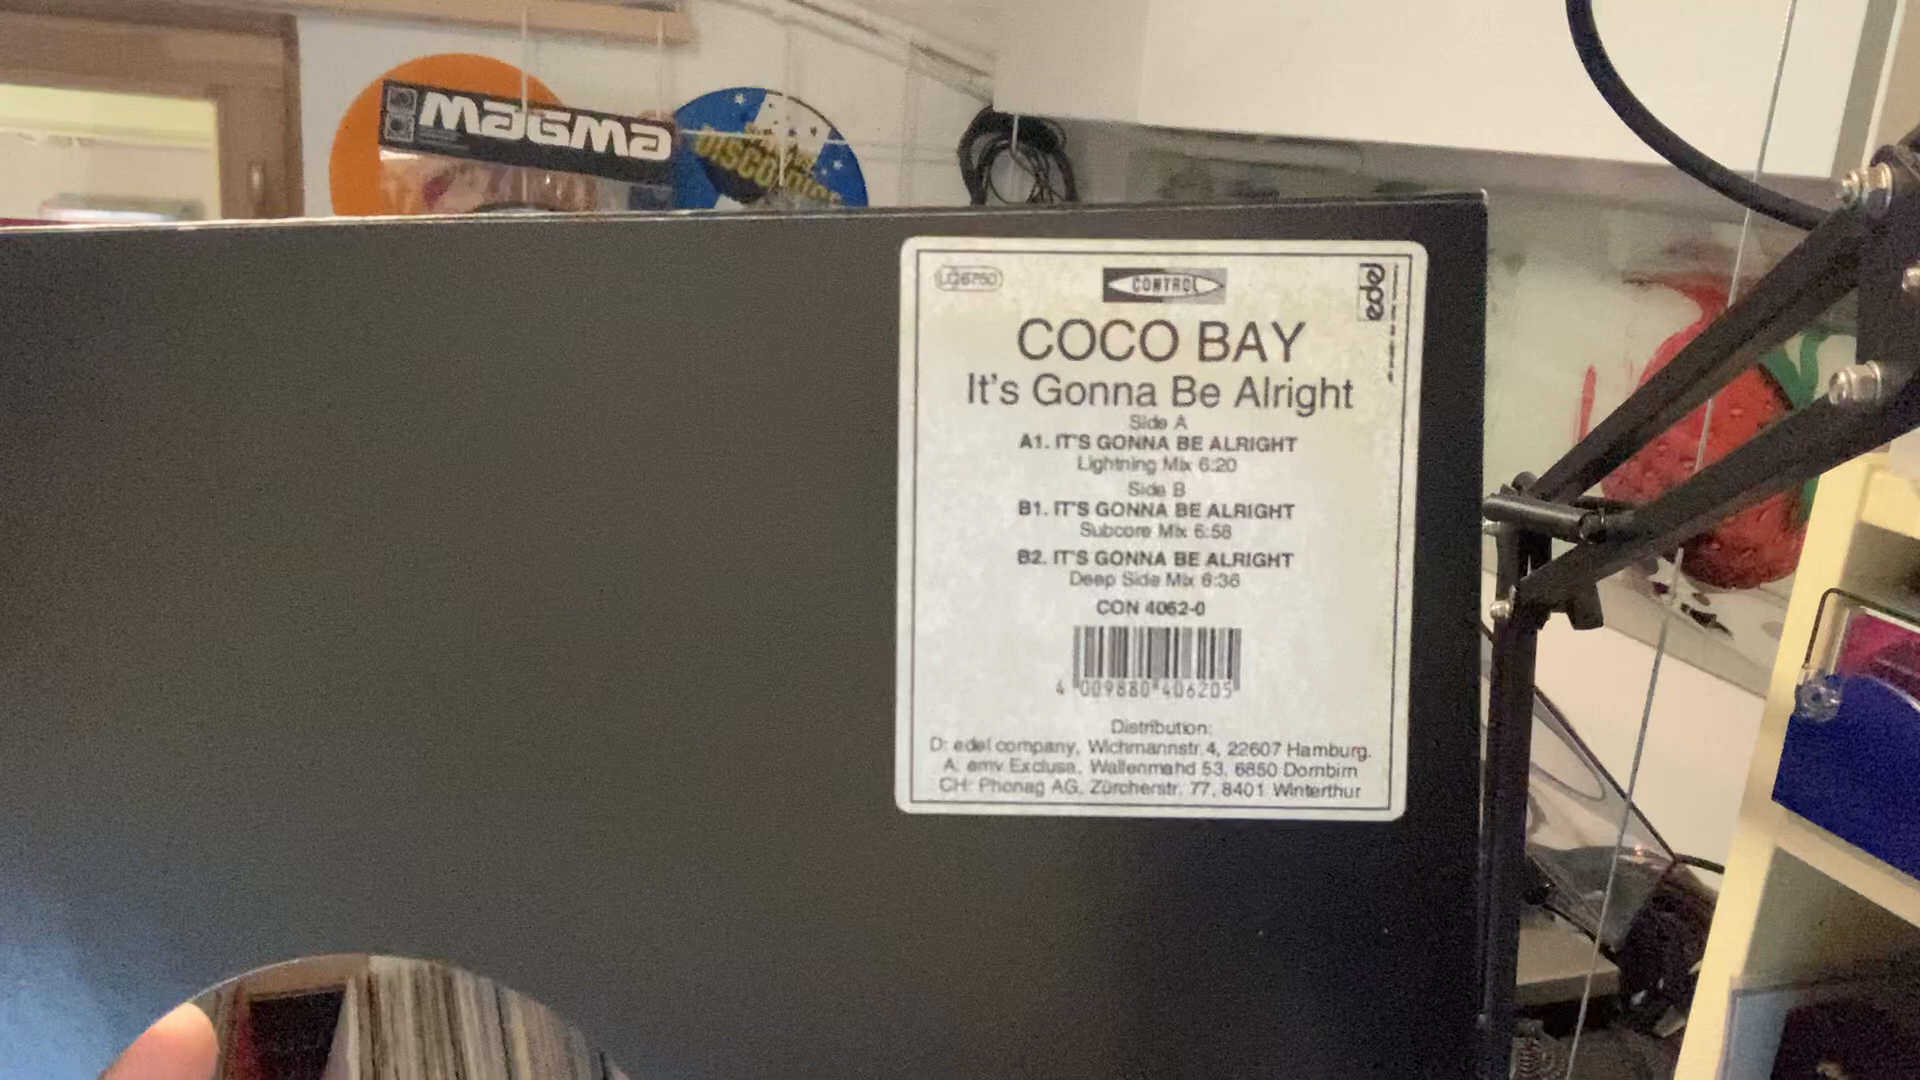 MAGMA
DISCO DISC
LC 6760
CONTROL
edel
COCO BAY
It's Gonna Be Alright
Side A
A1. IT'S GONNA BE ALRIGHT
Lightning Mix 6:20
Side B
B1. IT'S GONNA BE ALRIGHT
Subcore Mix 6:58
B2. IT'S GONNA BE ALRIGHT
Deep Side Mix 6:36
CON 4062-0
4 009880 406205
Distribution:
D: edel company, Wichmannstr. 4, 22607 Hamburg.
A: emv Exclusa, Wallenmahd 53, 6850 Dornbirn
CH: Phonag AG, Zürcherstr. 77, 8401 Winterthur